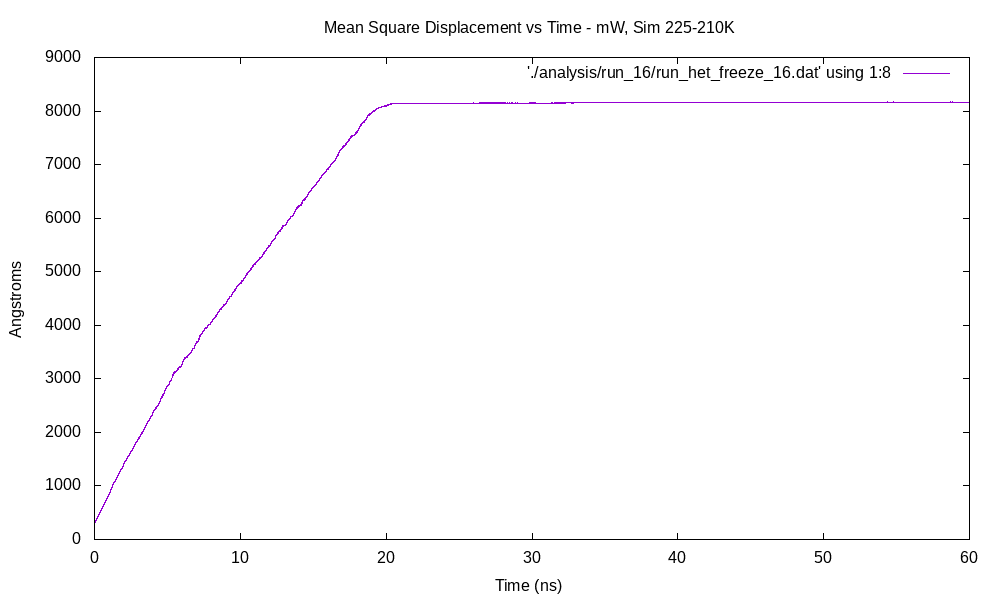 Mean Square Displacement vs Time - mW, Sim 225-210K
9000
'./analysis/run_16/run_het_freeze_16.dat' using 1:8
8000
7000
6000
5000
4000
3000
2000
1000
0
Angstroms
0 10 20 30 40 50 60
Time (ns)